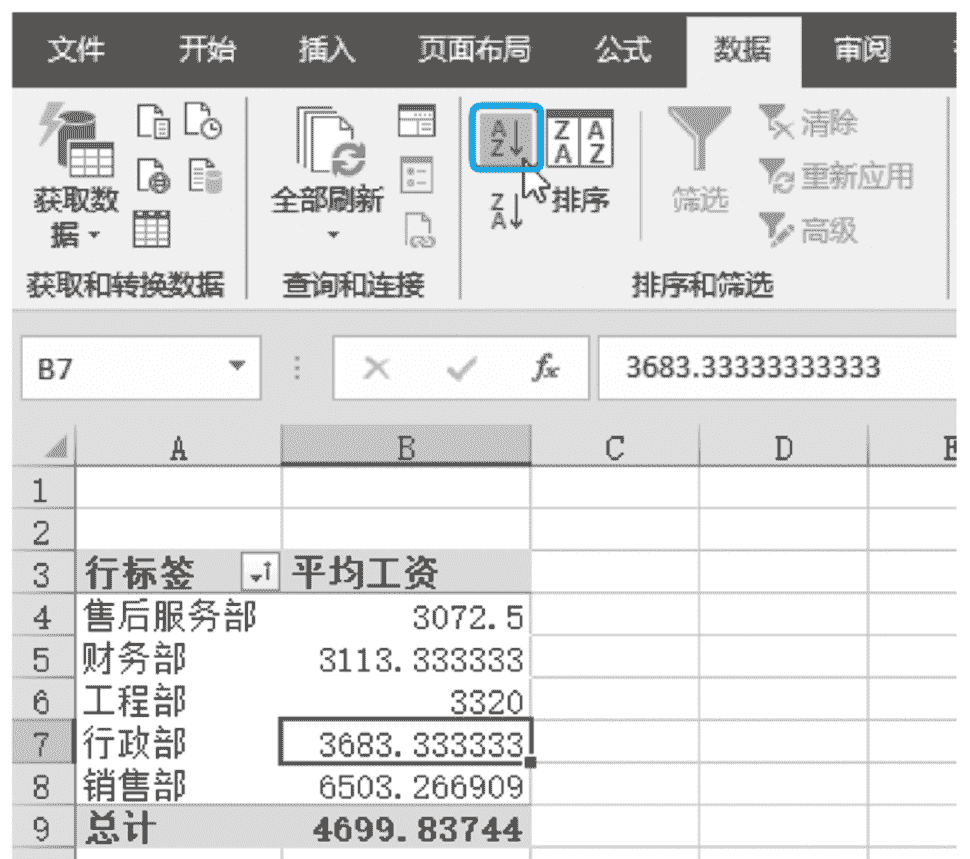 文件 开始 插入 页面布局 公式 数据 审阅
获取数据
全部刷新
排序
筛选
清除
重新应用
高级
获取和转换数据 查询和连接 排序和筛选
B7 fx 3683.33333333333
A B C D E
1
2
3 行标签 平均工资
4 售后服务部 3072.5
5 财务部 3113.333333
6 工程部 3320
7 行政部 3683.333333
8 销售部 6503.266909
9 总计 4699.83744